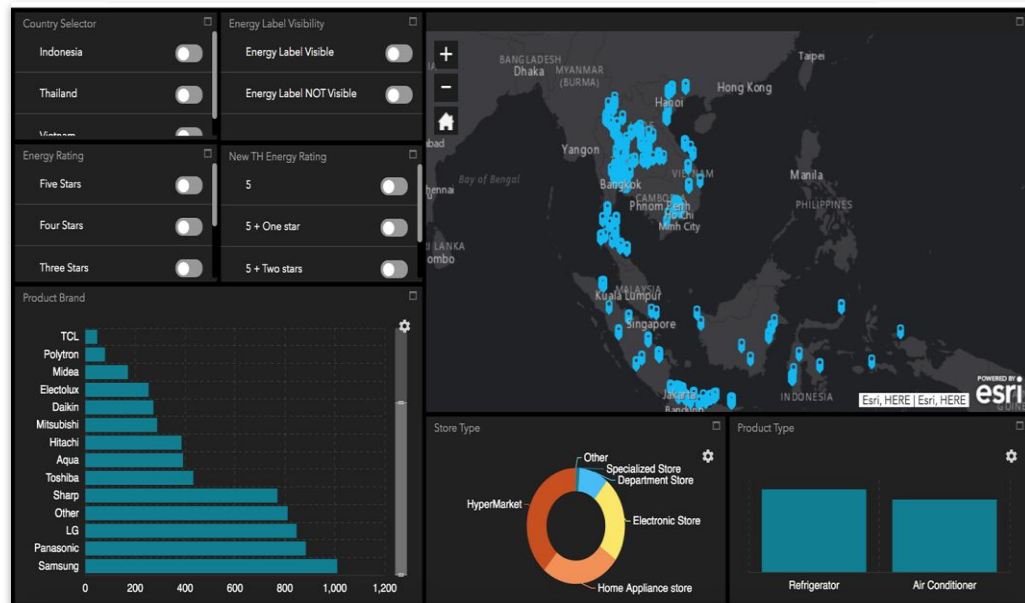 Country Selector
Indonesia
Thailand
Vietnam
Energy Label Visibility
Energy Label Visible
Energy Label NOT Visible
Energy Rating
Five Stars
Four Stars
Three Stars
New TH Energy Rating
5
5 + One star
5 + Two stars
Product Brand
TCL
Polytron
Midea
Electolux
Daikin
Mitsubishi
Hitachi
Aqua
Toshiba
Sharp
Other
LG
Panasonic
Samsung
0 200 400 600 800 1,000 1,200
+
−
BANGLADESH
Dhaka
MYANMAR
(BURMA)
Taipei
Hanoi
Hong Kong
Yangon
Bay of Bengal
Bangkok
VIETNAM
Manila
CAMBODIA
Phnom Penh
Ho Chi
Minh City
PHILIPPINES
MALAYSIA
Kuala Lumpur
Singapore
Jakarta
INDONESIA
POWERED BY
esri
Esri, HERE | Esri, HERE
Store Type
Other
Specialized Store
Department Store
HyperMarket
Electronic Store
Home Appliance store
Product Type
Refrigerator
Air Conditioner